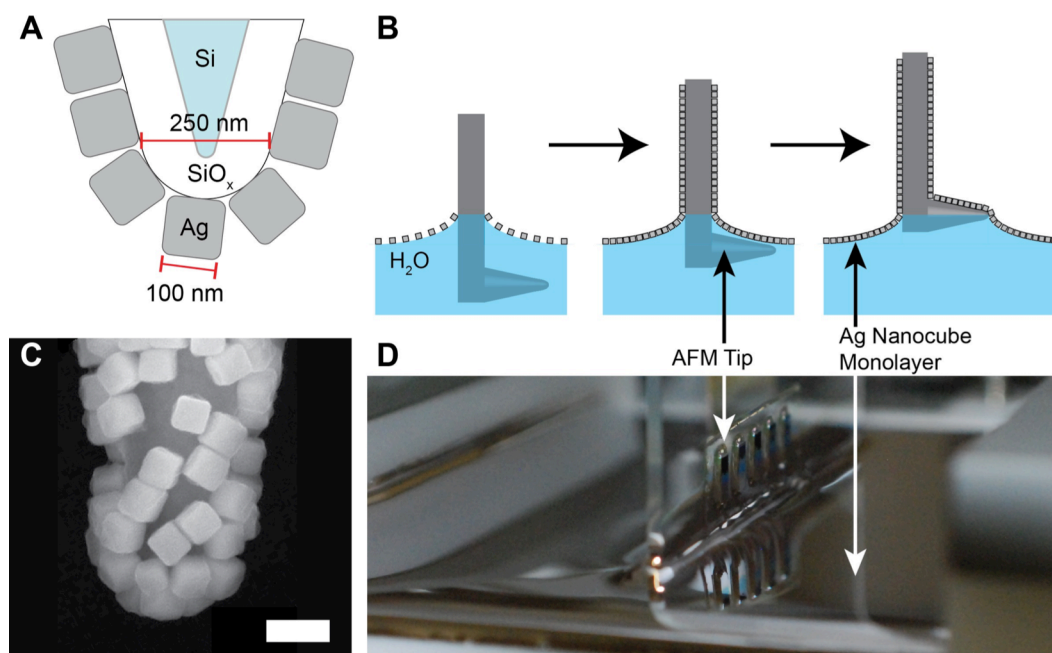 A
Si
250 nm
SiOx
Ag
100 nm
B
H2O
AFM Tip
Ag Nanocube
Monolayer
C
D